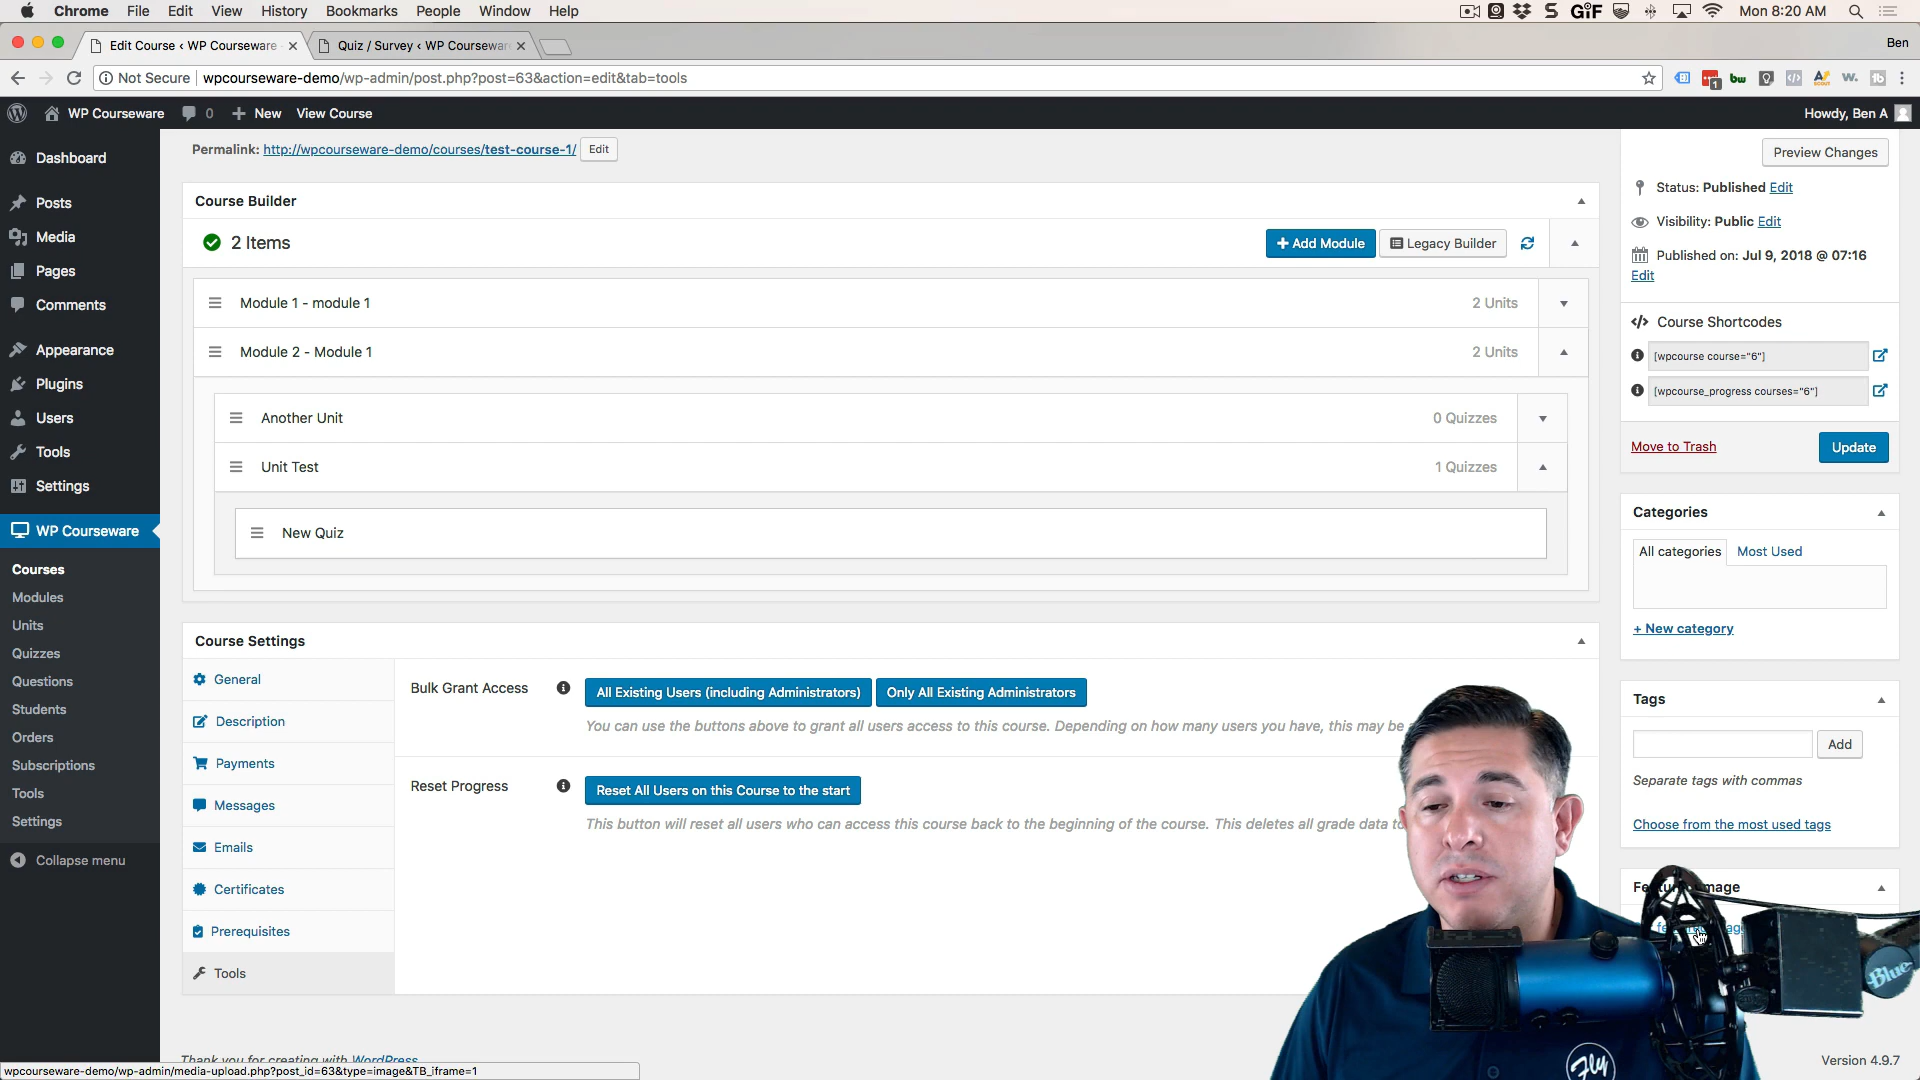 Chrome File Edit View History Bookmarks People Window Help
GIF Mon 8:20 AM
Edit Course ‹ WP Courseware
Quiz / Survey ‹ WP Courseware
Ben
Not Secure wpcourseware-demo/wp-admin/post.php?post=63&action=edit&tab=tools
WP Courseware 0 New View Course
Howdy, Ben A
Dashboard
Posts
Media
Pages
Comments
Appearance
Plugins
Users
Tools
Settings
WP Courseware
Courses
Modules
Units
Quizzes
Questions
Students
Orders
Subscriptions
Tools
Settings
Collapse menu
Permalink: http://wpcourseware-demo/courses/test-course-1/ Edit
Course Builder
2 Items
Add Module Legacy Builder
Module 1 - module 1 2 Units
Module 2 - Module 1 2 Units
Another Unit 0 Quizzes
Unit Test 1 Quizzes
New Quiz
Course Settings
General
Description
Payments
Messages
Emails
Certificates
Prerequisites
Tools
Bulk Grant Access All Existing Users (including Administrators) Only All Existing Administrators
You can use the buttons above to grant all users access to this course. Depending on how many users you have, this may be
Reset Progress Reset All Users on this Course to the start
This button will reset all users who can access this course back to the beginning of the course. This deletes all grade data
Preview Changes
Status: Published Edit
Visibility: Public Edit
Published on: Jul 9, 2018 @ 07:16
Edit
Course Shortcodes
[wpcourse course="6"]
[wpcourse_progress courses="6"]
Move to Trash Update
Categories
All categories Most Used
+ New category
Tags
Add
Separate tags with commas
Choose from the most used tags
Blue
Fly
Thank you for creating with WordPress
Version 4.9.7
wpcourseware-demo/wp-admin/media-upload.php?post_id=63&type=image&TB_iframe=1